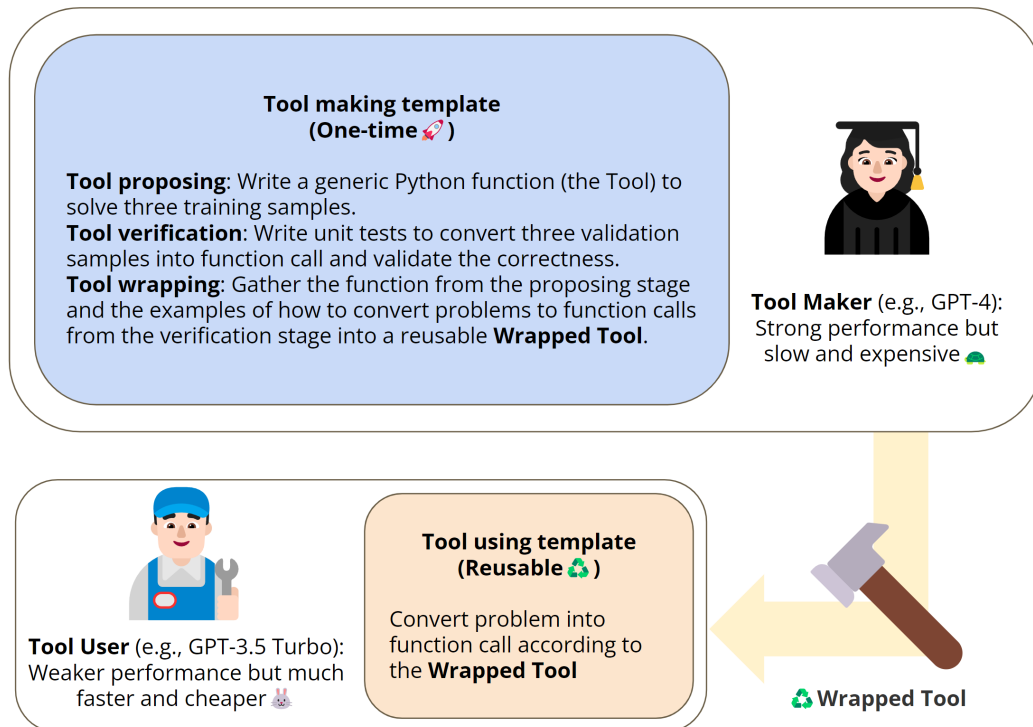 Tool making template
(One-time🚀)
Tool proposing: Write a generic Python function (the Tool) to
solve three training samples.
Tool verification: Write unit tests to convert three validation
samples into function call and validate the correctness.
Tool wrapping: Gather the function from the proposing stage
and the examples of how to convert problems to function calls
from the verification stage into a reusable Wrapped Tool.
Tool Maker (e.g., GPT-4):
Strong performance but
slow and expensive🐢
Tool User (e.g., GPT-3.5 Turbo):
Weaker performance but much
faster and cheaper🐰
Tool using template
(Reusable♻️)
Convert problem into
function call according to
the Wrapped Tool
♻️Wrapped Tool